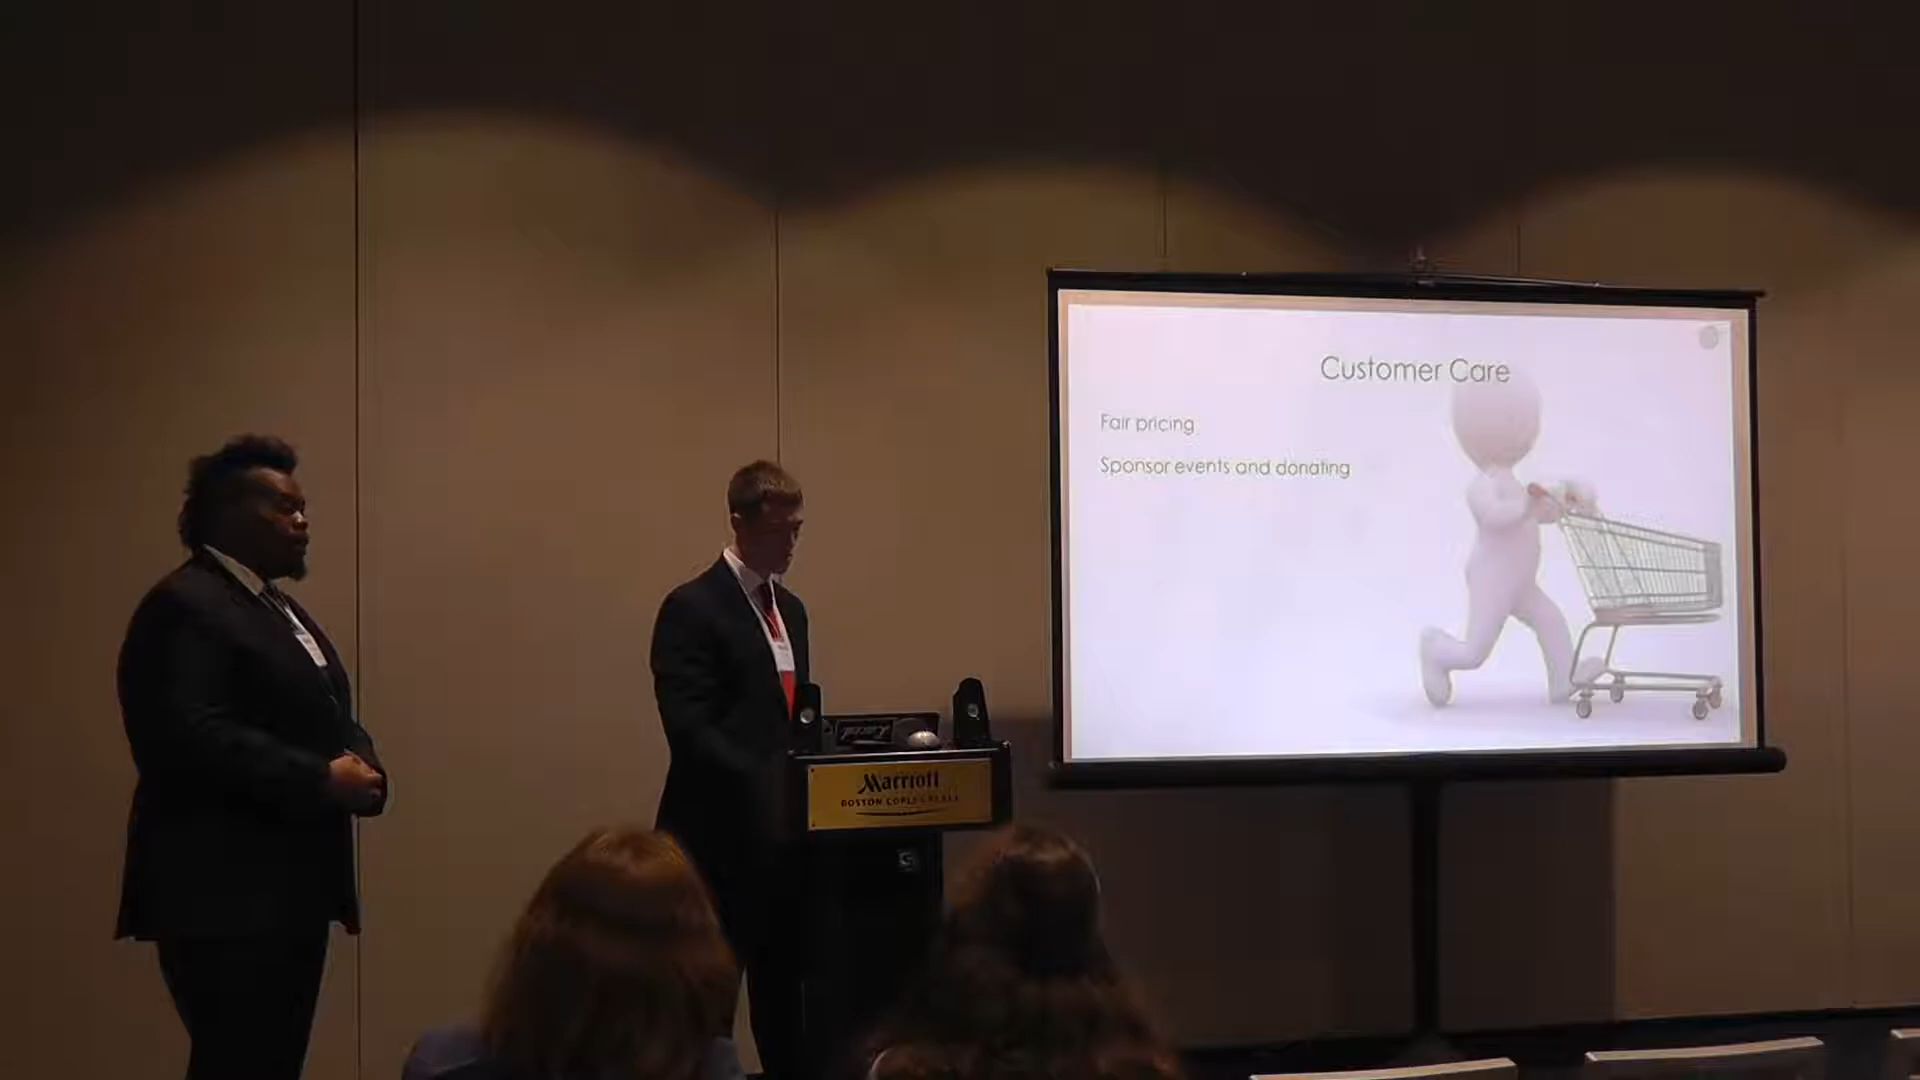 Customer Care
Fair pricing
Sponsor events and donating
Marriott
BOSTON COPLEY PLACE